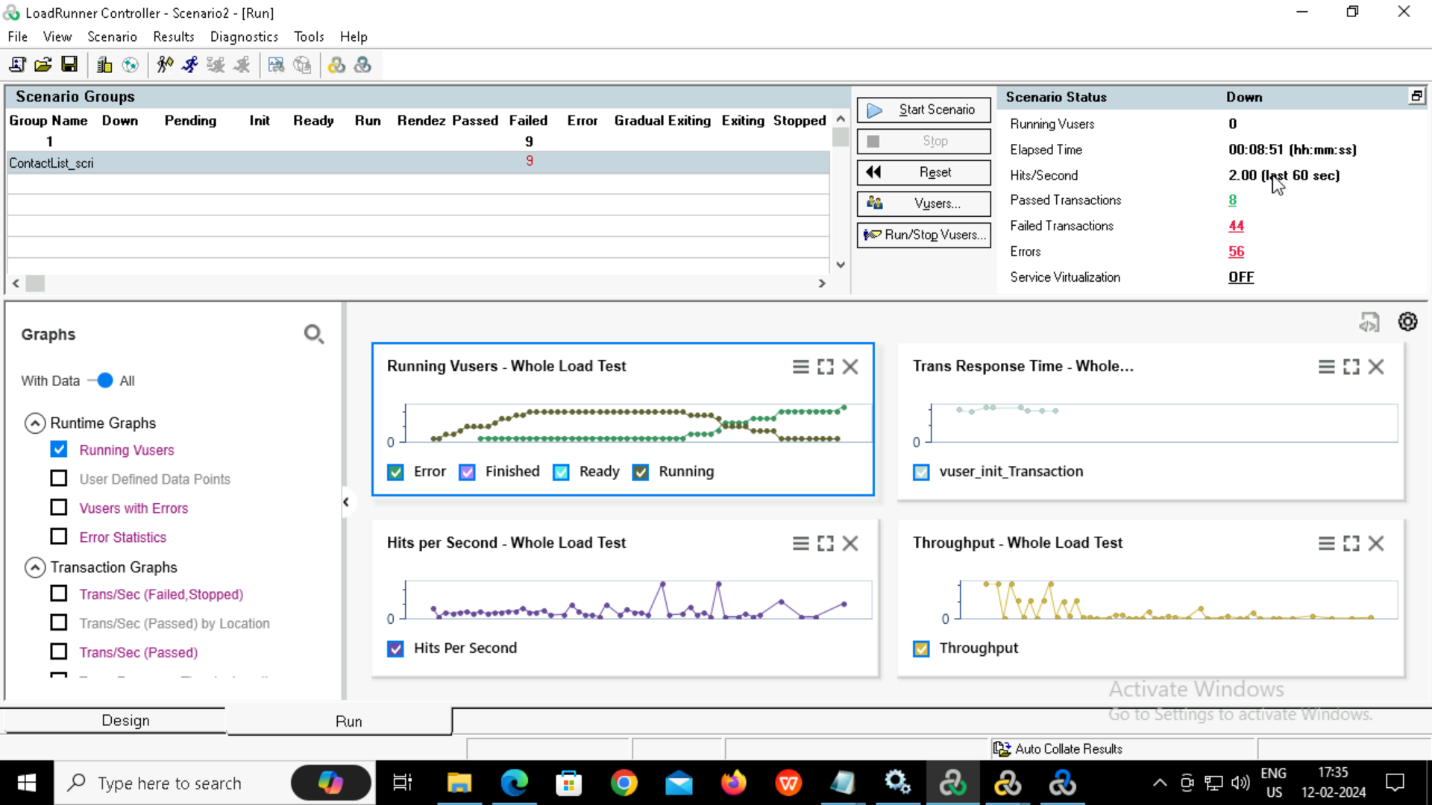 LoadRunner Controller - Scenario2 - [Run]
File View Scenario Results Diagnostics Tools Help
Scenario Groups
Group Name Down Pending Init Ready Run Rendez Passed Failed Error Gradual Exiting Exiting Stopped
1 9
ContactList_scri 9
Start Scenario
Stop
Reset
Vusers...
Run/Stop Vusers...
Scenario Status Down
Running Vusers 0
Elapsed Time 00:08:51 (hh:mm:ss)
Hits/Second 2.00 (last 60 sec)
Passed Transactions 8
Failed Transactions 44
Errors 56
Service Virtualization OFF
Graphs
With Data All
Runtime Graphs
Running Vusers
User Defined Data Points
Vusers with Errors
Error Statistics
Transaction Graphs
Trans/Sec (Failed,Stopped)
Trans/Sec (Passed) by Location
Trans/Sec (Passed)
Running Vusers - Whole Load Test
0
Error Finished Ready Running
Trans Response Time - Whole...
0
vuser_init_Transaction
Hits per Second - Whole Load Test
0
Hits Per Second
Throughput - Whole Load Test
0
Throughput
Activate Windows
Go to Settings to activate Windows.
Design Run
Auto Collate Results
Type here to search
ENG
US
17:35
12-02-2024